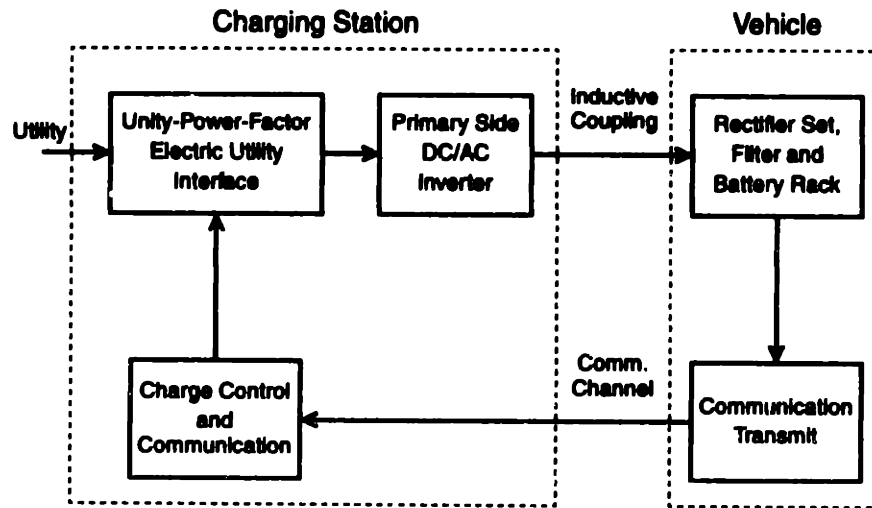 Charging Station
Vehicle
Utility
Unity-Power-Factor
Electric Utility
Interface
Primary Side
DC/AC
Inverter
Inductive
Coupling
Rectifier Set,
Filter and
Battery Rack
Charge Control
and
Communication
Comm.
Channel
Communication
Transmit